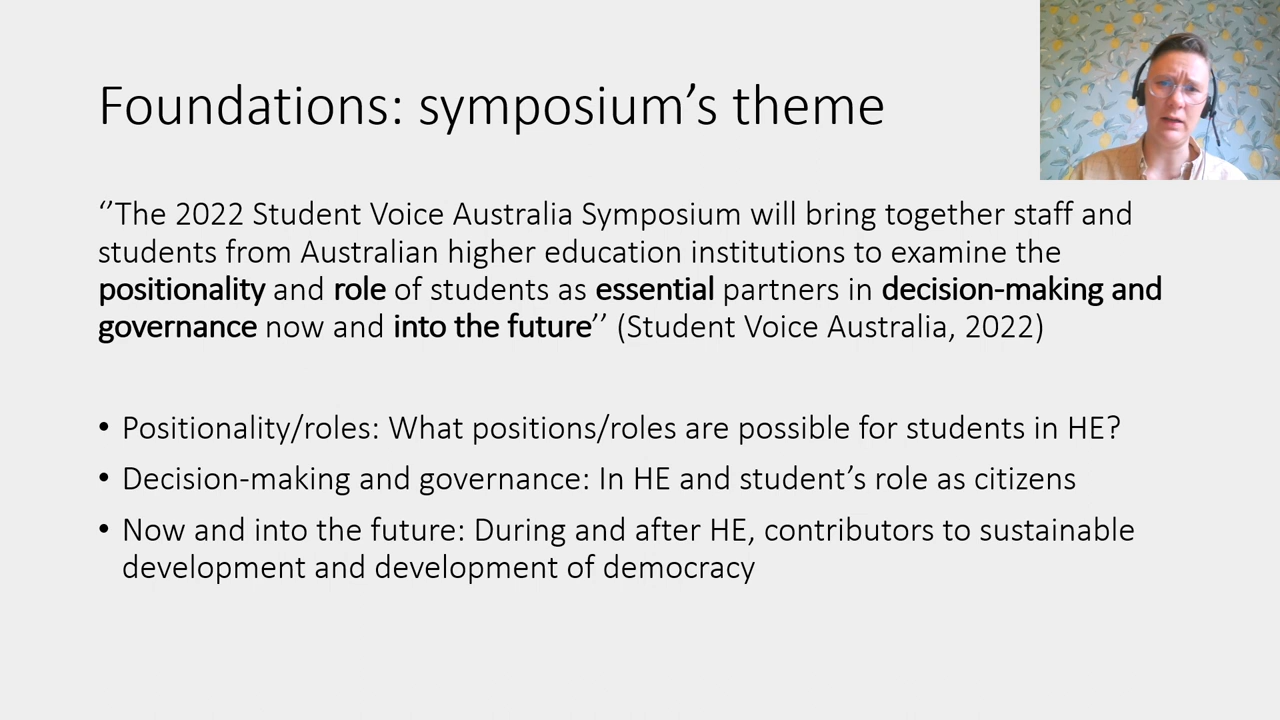 Foundations: symposium’s theme
‘’The 2022 Student Voice Australia Symposium will bring together staff and
students from Australian higher education institutions to examine the
positionality and role of students as essential partners in decision-making and
governance now and into the future’’ (Student Voice Australia, 2022)
• Positionality/roles: What positions/roles are possible for students in HE?
• Decision-making and governance: In HE and student’s role as citizens
• Now and into the future: During and after HE, contributors to sustainable
development and development of democracy